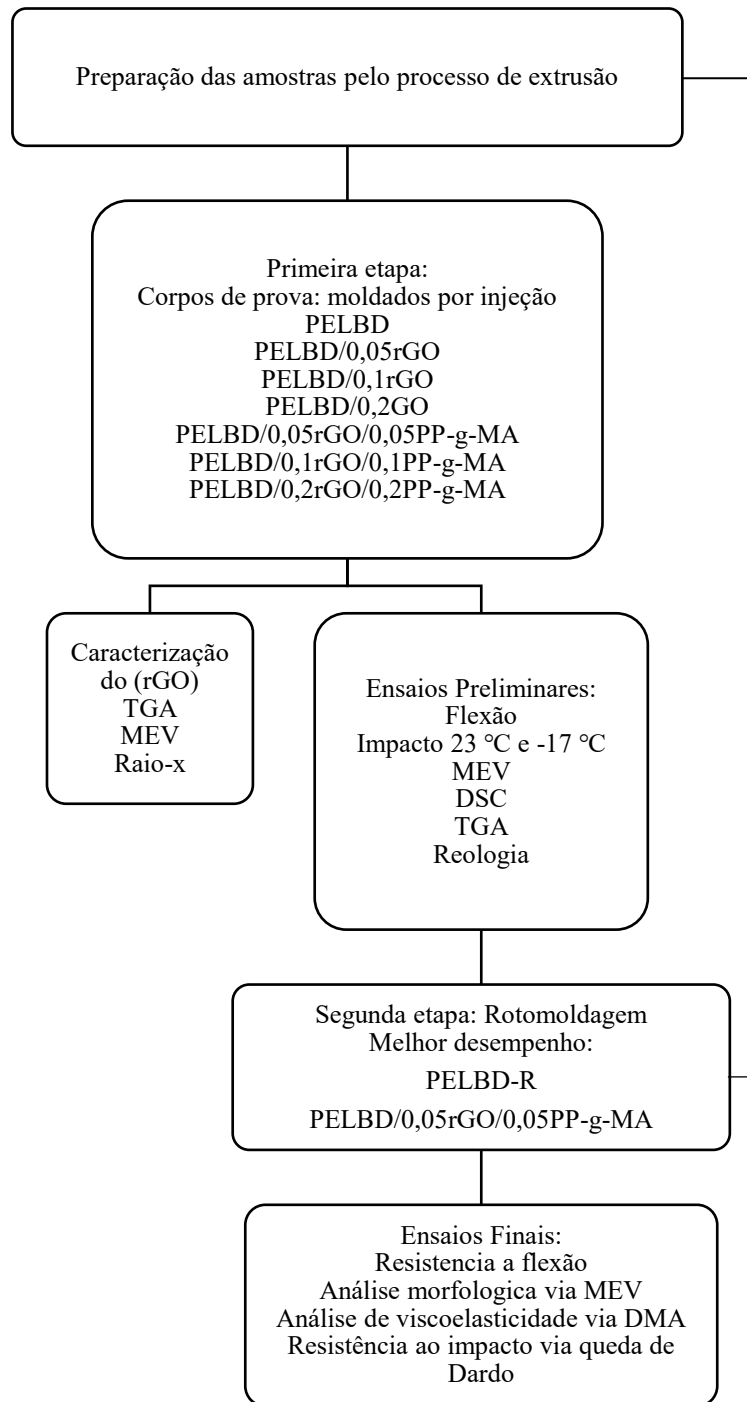 Preparação das amostras pelo processo de extrusão
Primeira etapa:
Corpos de prova: moldados por injeção
PELBD
PELBD/0,05rGO
PELBD/0,1rGO
PELBD/0,2GO
PELBD/0,05rGO/0,05PP-g-MA
PELBD/0,1rGO/0,1PP-g-MA
PELBD/0,2rGO/0,2PP-g-MA
Caracterização
do (rGO)
TGA
MEV
Raio-x
Ensaios Preliminares:
Flexão
Impacto 23 °C e -17 °C
MEV
DSC
TGA
Reologia
Segunda etapa: Rotomoldagem
Melhor desempenho:
PELBD-R
PELBD/0,05rGO/0,05PP-g-MA
Ensaios Finais:
Resistencia a flexão
Análise morfologica via MEV
Análise de viscoelasticidade via DMA
Resistência ao impacto via queda de
Dardo